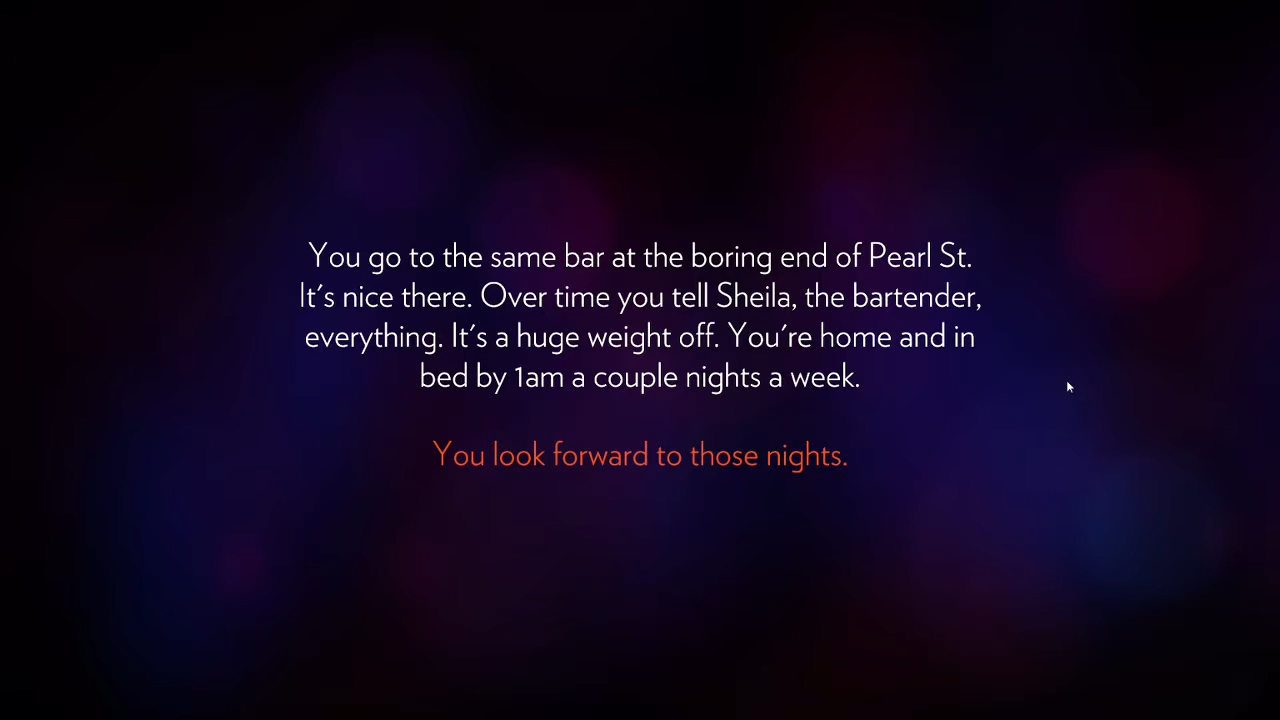 You go to the same bar at the boring end of Pearl St.
It's nice there. Over time you tell Sheila, the bartender,
everything. It's a huge weight off. You're home and in
bed by 1am a couple nights a week.
You look forward to those nights.